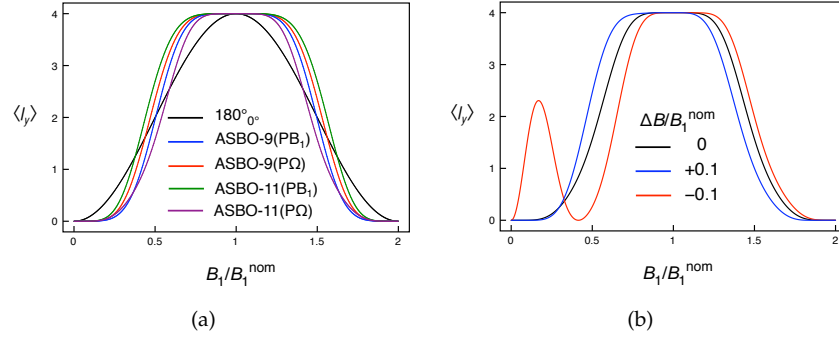 4
3
2
1
0
⟨I_y⟩
180°₀°
ASBO-9(PB₁)
ASBO-9(PΩ)
ASBO-11(PB₁)
ASBO-11(PΩ)
0 0.5 1 1.5 2
B₁/B₁ⁿᵒᵐ
(a)
4
3
2
1
0
⟨I_y⟩
ΔB/B₁ⁿᵒᵐ
0
+0.1
−0.1
0 0.5 1 1.5 2
B₁/B₁ⁿᵒᵐ
(b)